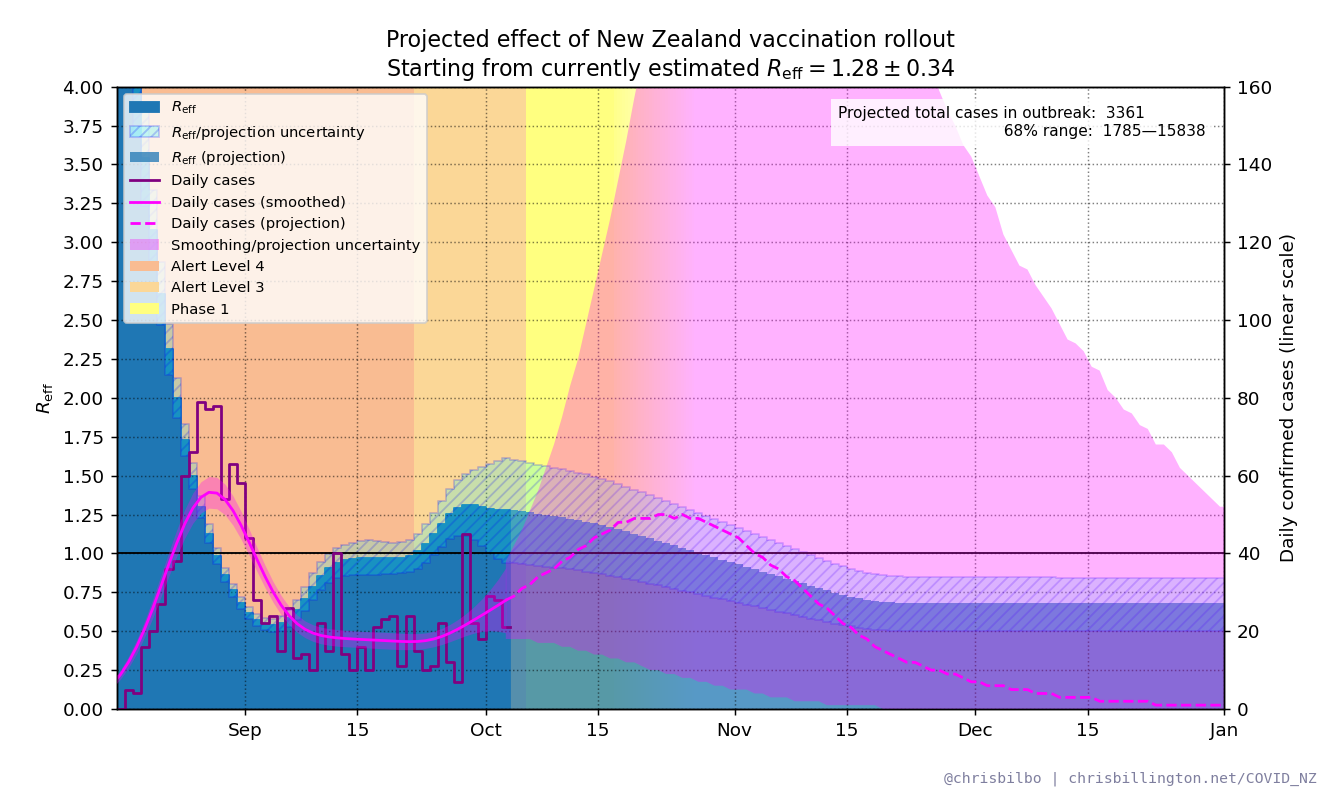 Projected effect of New Zealand vaccination rollout
Starting from currently estimated R_eff = 1.28 ± 0.34
4.00
3.75
3.50
3.25
3.00
2.75
2.50
2.25
2.00
1.75
1.50
1.25
1.00
0.75
0.50
0.25
0.00
R_eff
R_eff
R_eff/projection uncertainty
R_eff (projection)
Daily cases
Daily cases (smoothed)
Daily cases (projection)
Smoothing/projection uncertainty
Alert Level 4
Alert Level 3
Phase 1
Projected total cases in outbreak: 3361
68% range: 1785—15838
160
140
120
100
80
60
40
20
0
Daily confirmed cases (linear scale)
Sep 15 Oct 15 Nov 15 Dec 15 Jan
@chrisbilbo | chrisbillington.net/COVID_NZ